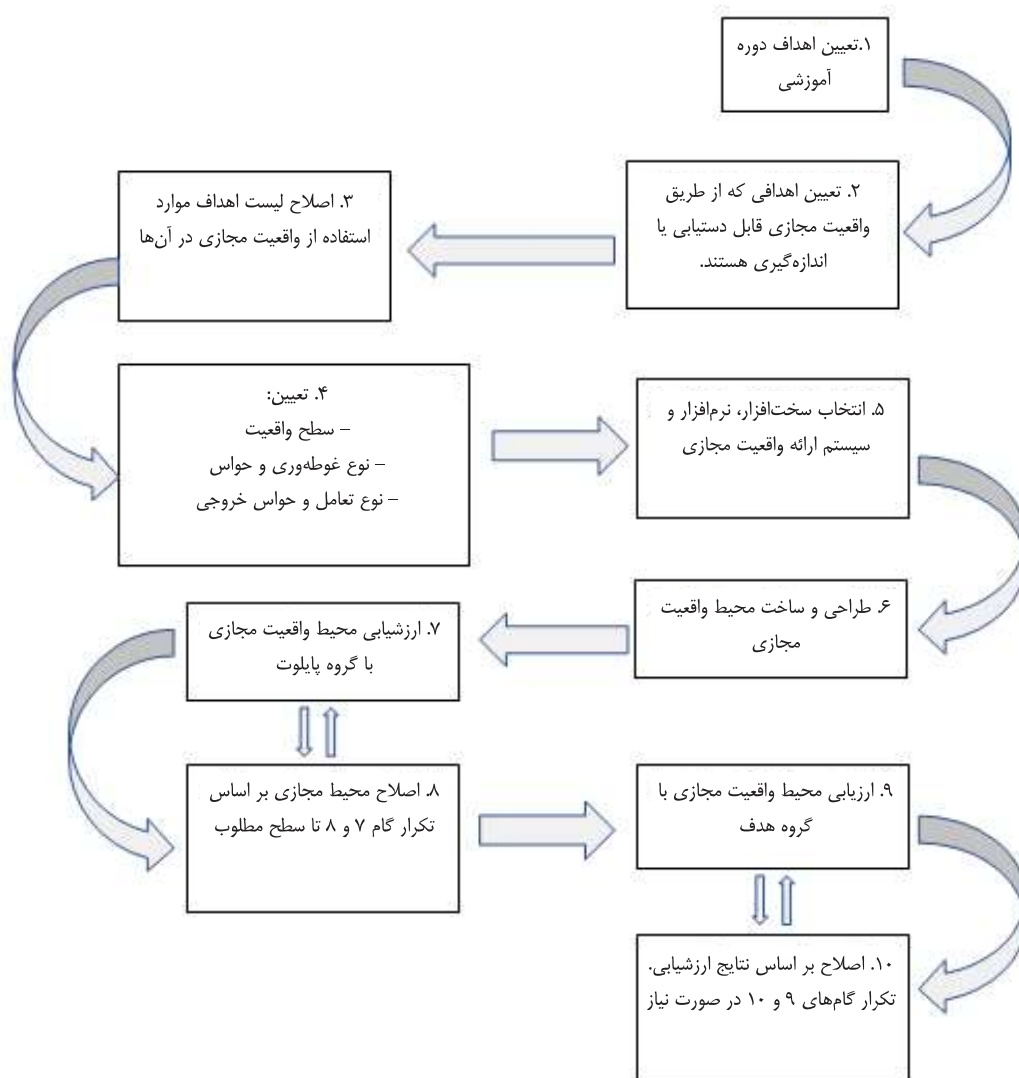 ۱.تعیین اهداف دوره
آموزشی
۲. تعیین اهدافی که از طریق
واقعیت مجازی قابل دستیابی یا
اندازه‌گیری هستند.
۳. اصلاح لیست اهداف موارد
استفاده از واقعیت مجازی در آن‌ها
۴. تعیین:
– سطح واقعیت
– نوع غوطه‌وری و حواس
– نوع تعامل و حواس خروجی
۵. انتخاب سخت‌افزار، نرم‌افزار و
سیستم ارائه واقعیت مجازی
۶. طراحی و ساخت محیط واقعیت
مجازی
۷. ارزشیابی محیط واقعیت مجازی
با گروه پایلوت
۸. اصلاح محیط مجازی بر اساس
تکرار گام ۷ و ۸ تا سطح مطلوب
۹. ارزیابی محیط واقعیت مجازی با
گروه هدف
۱۰. اصلاح بر اساس نتایج ارزشیابی.
تکرار گام‌های ۹ و ۱۰ در صورت نیاز